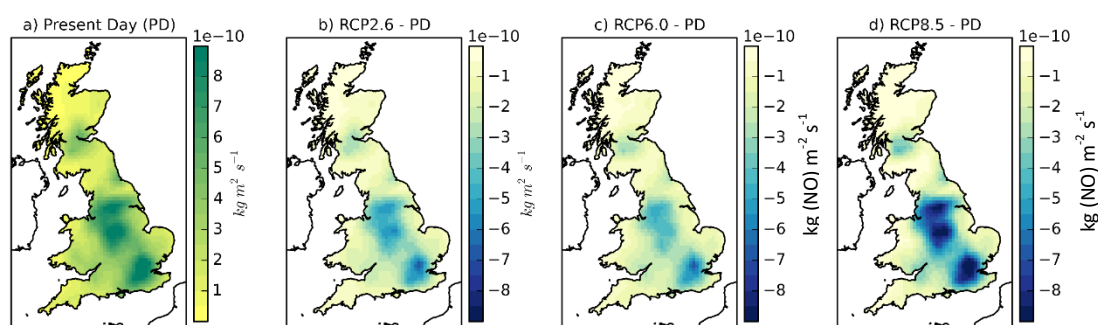 a) Present Day (PD)
1e−10
8
7
6
5
4
3
2
1
kg m² s⁻¹
b) RCP2.6 - PD
1e−10
−1
−2
−3
−4
−5
−6
−7
−8
kg m² s⁻¹
c) RCP6.0 - PD
1e−10
−1
−2
−3
−4
−5
−6
−7
−8
kg (NO) m⁻² s⁻¹
d) RCP8.5 - PD
1e−10
−1
−2
−3
−4
−5
−6
−7
−8
kg (NO) m⁻² s⁻¹